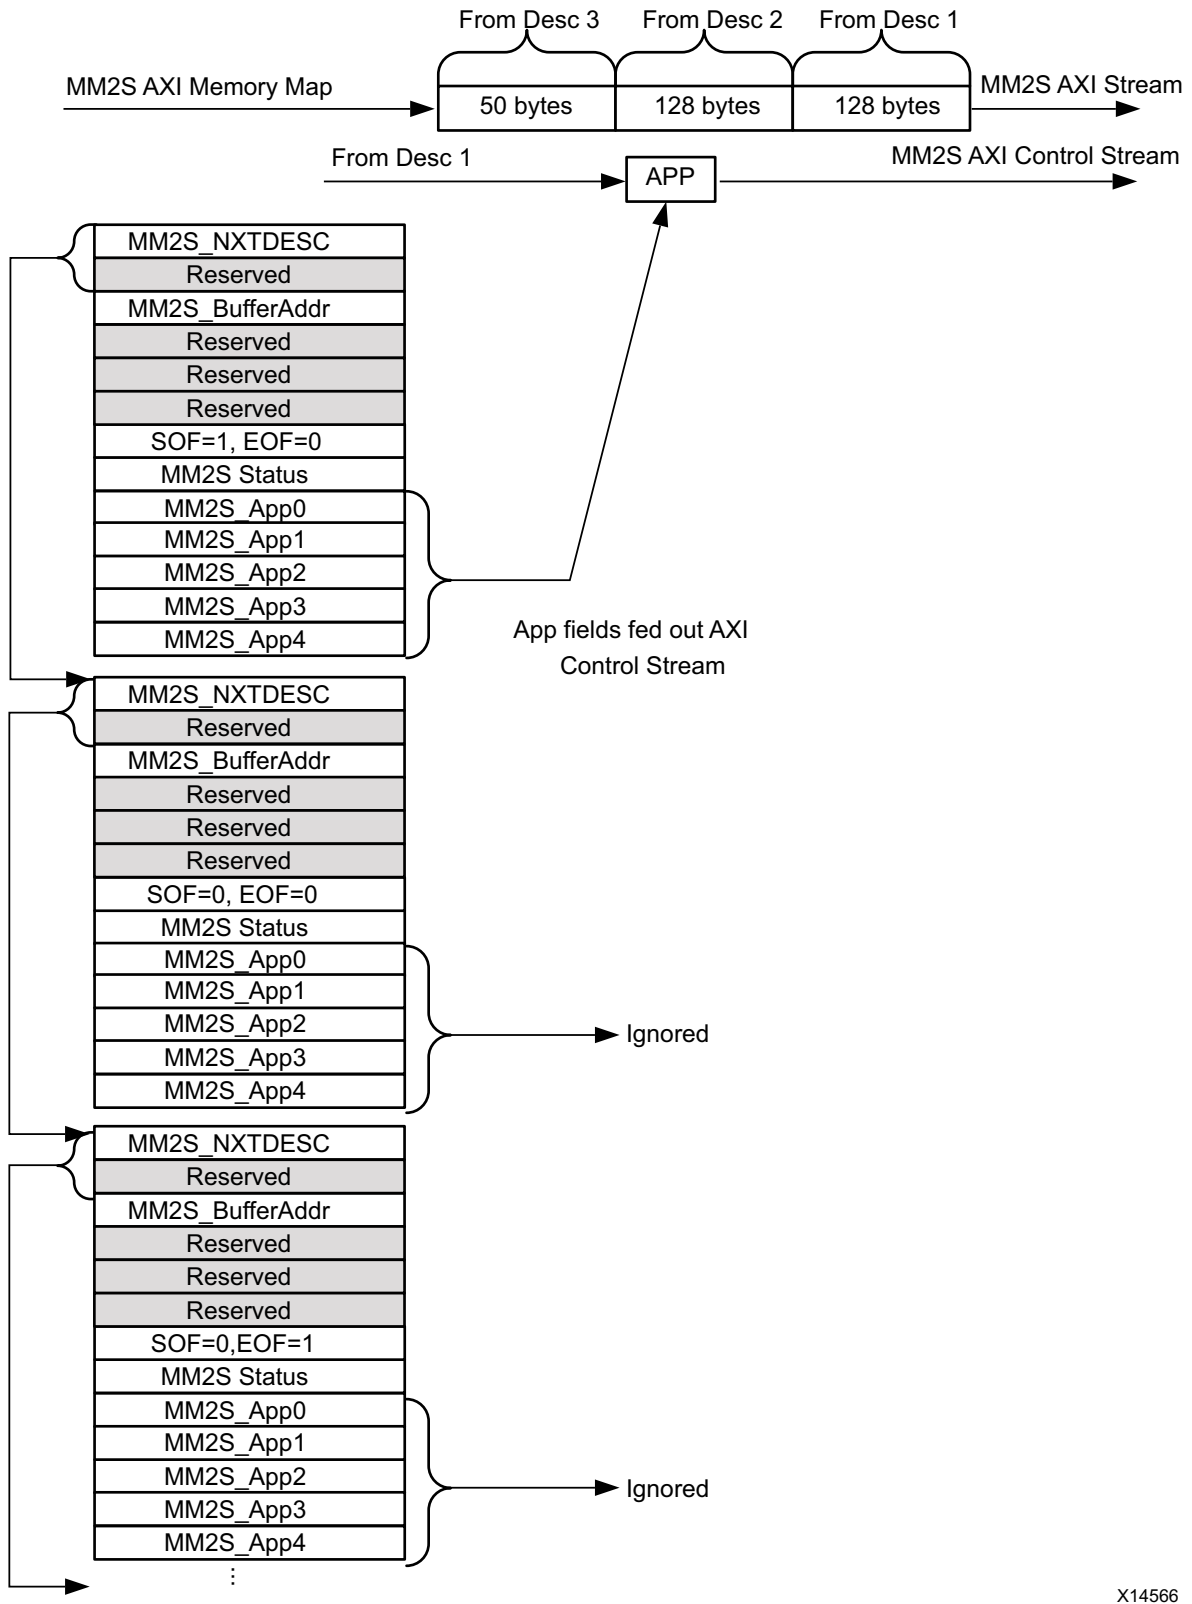 From Desc 3 From Desc 2 From Desc 1
MM2S AXI Memory Map
50 bytes 128 bytes 128 bytes
MM2S AXI Stream
From Desc 1
APP
MM2S AXI Control Stream
MM2S_NXTDESC
Reserved
MM2S_BufferAddr
Reserved
Reserved
Reserved
SOF=1, EOF=0
MM2S Status
MM2S_App0
MM2S_App1
MM2S_App2
MM2S_App3
MM2S_App4
App fields fed out AXI
Control Stream
MM2S_NXTDESC
Reserved
MM2S_BufferAddr
Reserved
Reserved
Reserved
SOF=0, EOF=0
MM2S Status
MM2S_App0
MM2S_App1
MM2S_App2
MM2S_App3
MM2S_App4
Ignored
MM2S_NXTDESC
Reserved
MM2S_BufferAddr
Reserved
Reserved
Reserved
SOF=0,EOF=1
MM2S Status
MM2S_App0
MM2S_App1
MM2S_App2
MM2S_App3
MM2S_App4
Ignored
...
X14566